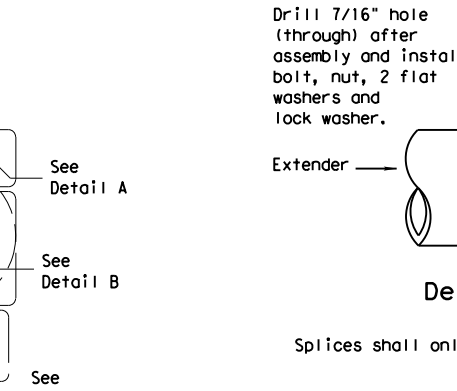 Drill 7/16" hole
(through) after
assembly and instal
bolt, nut, 2 flat
washers and
lock washer.
Extender
See
Detail A
See
Detail B
De
Splices shall onl
See